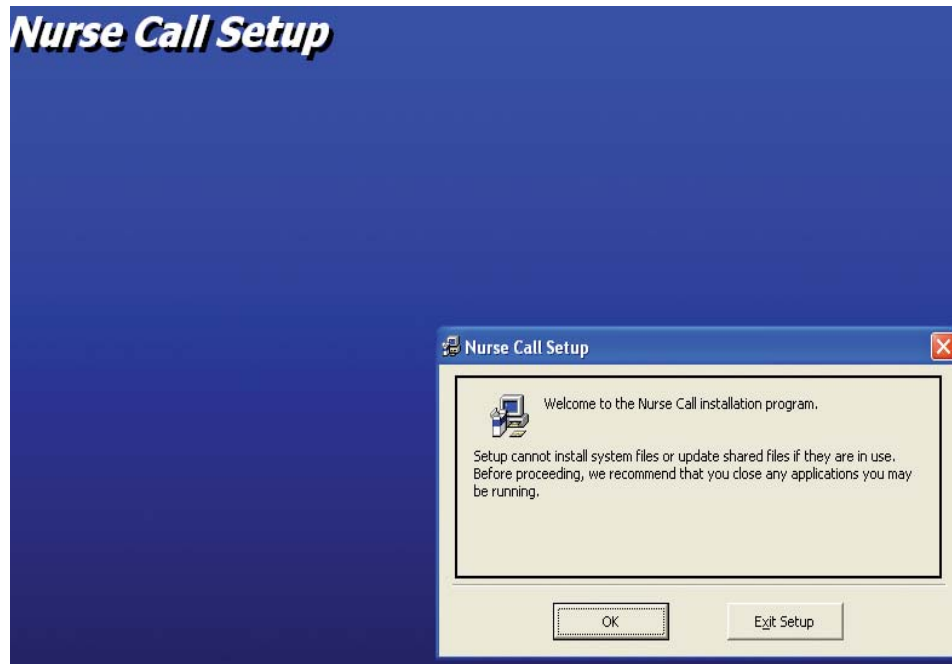 Nurse Call Setup
Nurse Call Setup
Welcome to the Nurse Call installation program.
Setup cannot install system files or update shared files if they are in use.
Before proceeding, we recommend that you close any applications you may
be running.
OK
Exit Setup